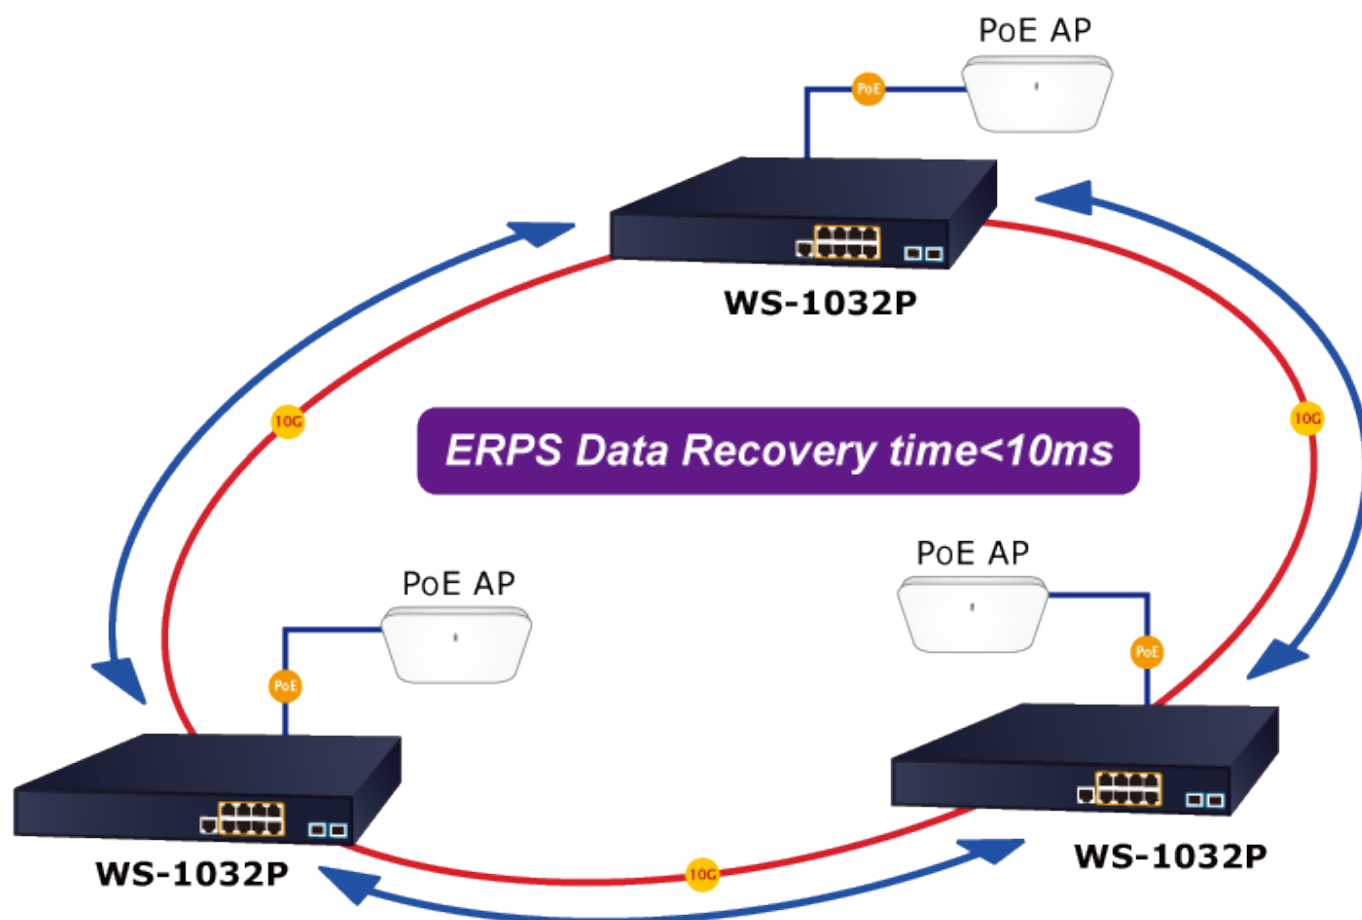 PoE AP
PoE
WS-1032P
10G
10G
ERPS Data Recovery time<10ms
PoE AP
PoE AP
PoE
PoE
WS-1032P
WS-1032P
10G